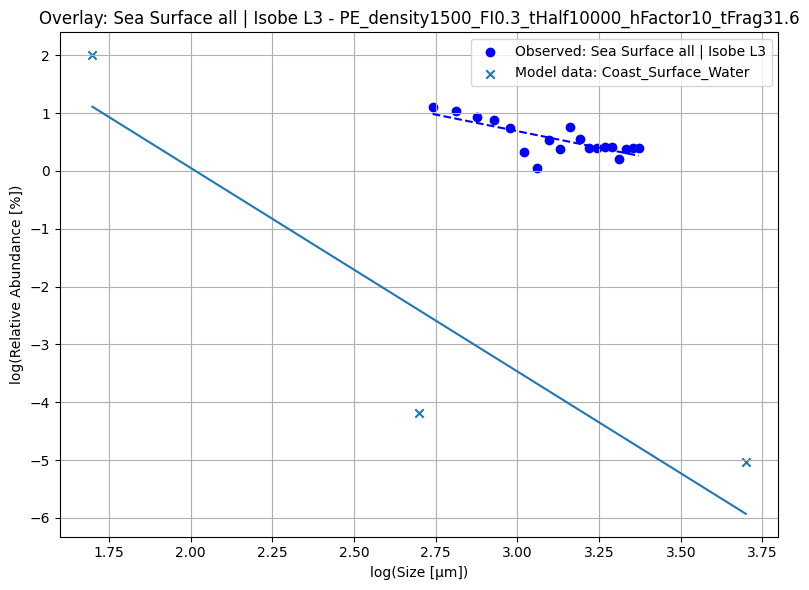 Overlay: Sea Surface all | Isobe L3 - PE_density1500_FI0.3_tHalf10000_hFactor10_tFrag31.6
Observed: Sea Surface all | Isobe L3
Model data: Coast_Surface_Water
log(Relative Abundance [%])
2
1
0
−1
−2
−3
−4
−5
−6
1.75 2.00 2.25 2.50 2.75 3.00 3.25 3.50 3.75
log(Size [μm])